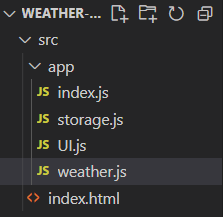 WEATHER-...
src
app
JS index.js
JS storage.js
JS UI.js
JS weather.js
<> index.html